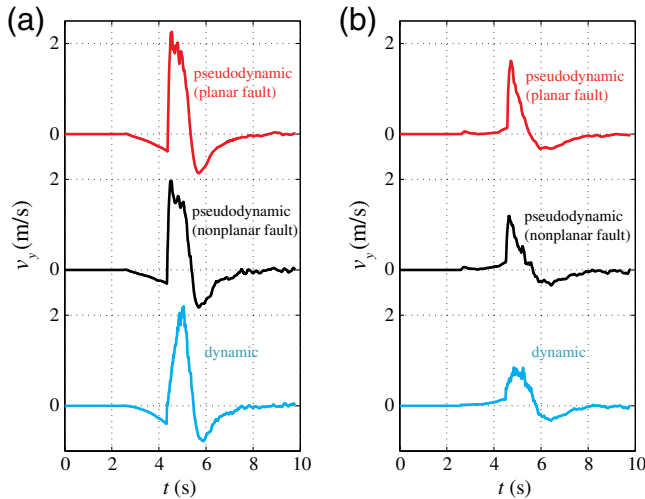 (a)
(b)
2
pseudodynamic
(planar fault)
0
2
pseudodynamic
(nonplanar fault)
0
2
dynamic
0
v_y (m/s)
0 2 4 6 8 10
t (s)
2
pseudodynamic
(planar fault)
0
2
pseudodynamic
(nonplanar fault)
0
2
dynamic
0
v_y (m/s)
0 2 4 6 8 10
t (s)